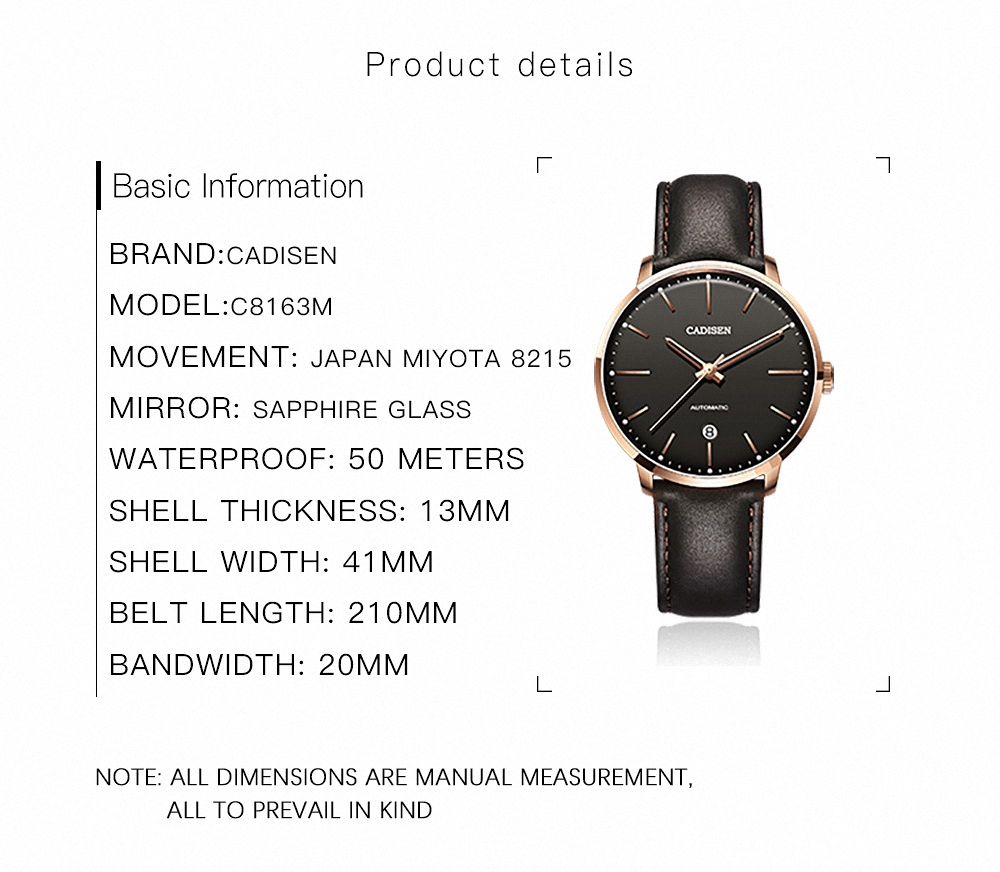 Product details
Basic Information
BRAND:CADISEN
MODEL:C8163M
MOVEMENT: JAPAN MIYOTA 8215
MIRROR: SAPPHIRE GLASS
WATERPROOF: 50 METERS
SHELL THICKNESS: 13MM
SHELL WIDTH: 41MM
BELT LENGTH: 210MM
BANDWIDTH: 20MM
CADISEN
AUTOMATIC
8
NOTE: ALL DIMENSIONS ARE MANUAL MEASUREMENT,
ALL TO PREVAIL IN KIND